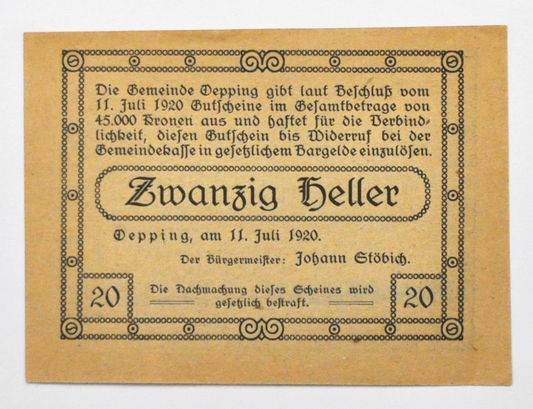 Die Gemeinde Oepping gibt laut Beschluß vom
11. Juli 1920 Gutscheine im Gesamtbetrage von
45.000 Kronen aus und haftet für die Verbind-
lichkeit, diesen Gutschein bis Widerruf bei der
Gemeindekasse in gesetzlichem Bargelde einzulösen.
Zwanzig Heller
Oepping, am 11. Juli 1920.
Der Bürgermeister: Johann Stöbich.
Die Nachmachung dieses Scheines wird
gesetzlich bestraft.
20
20